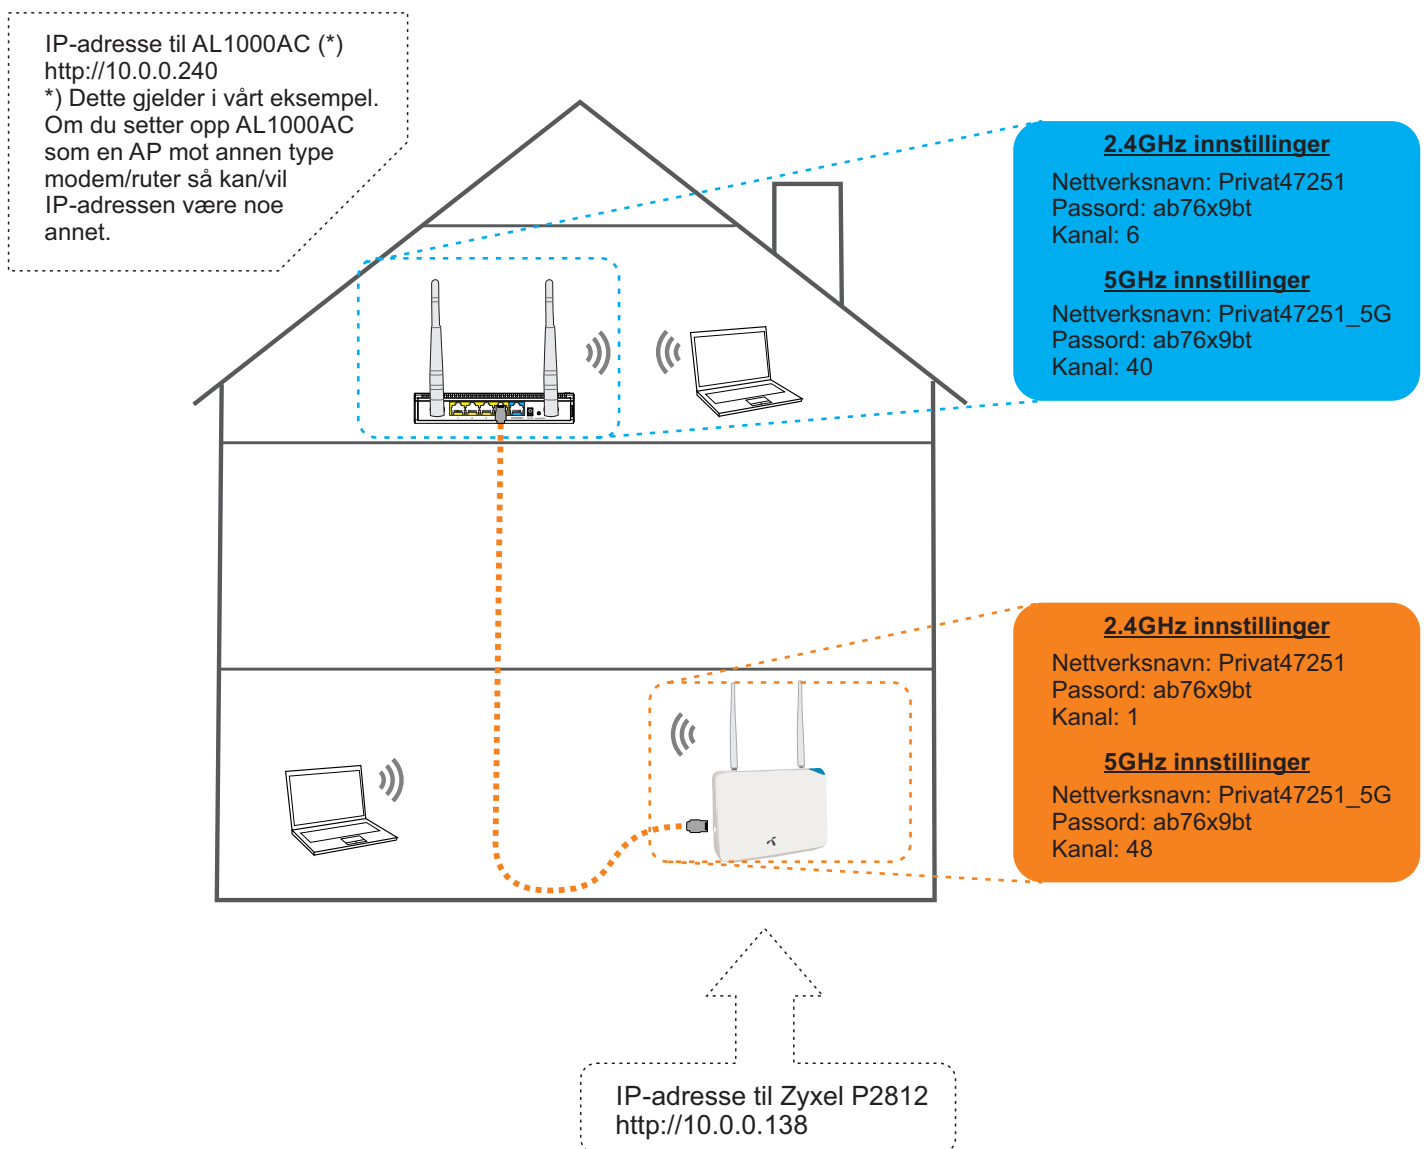 IP-adresse til AL1000AC (*)
http://10.0.0.240
*) Dette gjelder i vårt eksempel.
Om du setter opp AL1000AC
som en AP mot annen type
modem/ruter så kan/vil
IP-adressen være noe
annet.
2.4GHz innstillinger
Nettverksnavn: Privat47251
Passord: ab76x9bt
Kanal: 6
5GHz innstillinger
Nettverksnavn: Privat47251_5G
Passord: ab76x9bt
Kanal: 40
2.4GHz innstillinger
Nettverksnavn: Privat47251
Passord: ab76x9bt
Kanal: 1
5GHz innstillinger
Nettverksnavn: Privat47251_5G
Passord: ab76x9bt
Kanal: 48
IP-adresse til Zyxel P2812
http://10.0.0.138